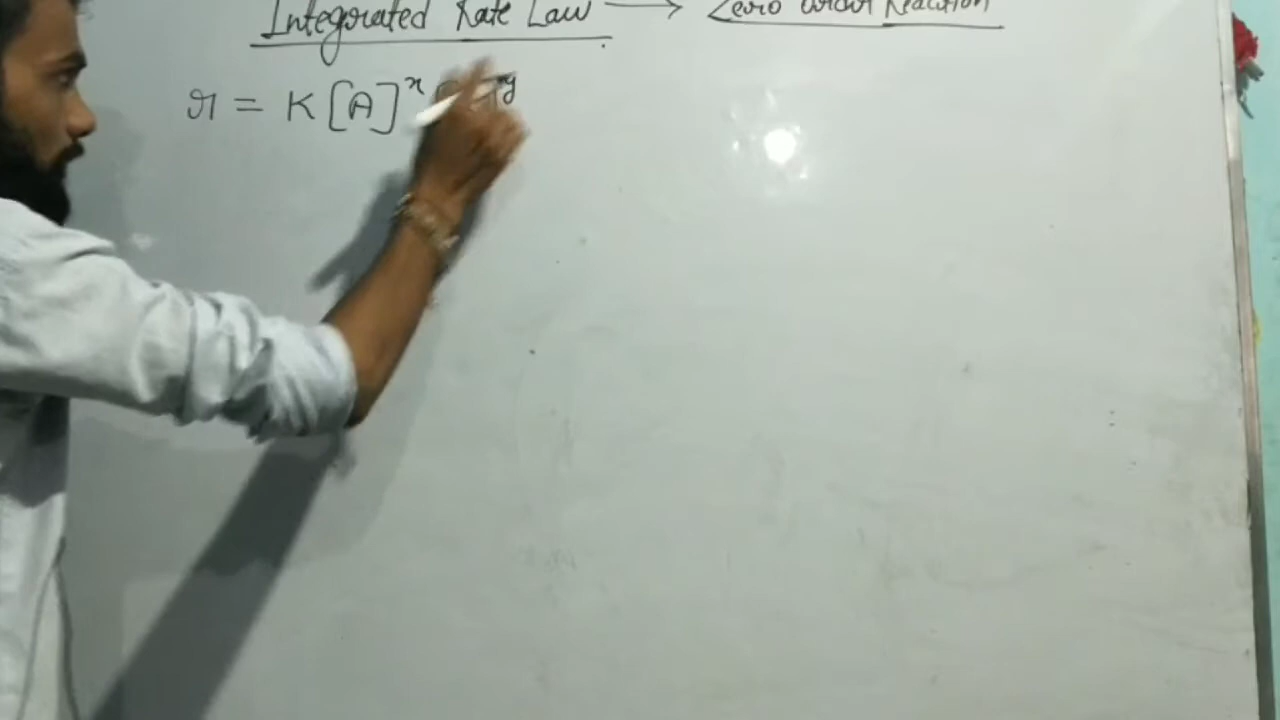 Integrated Rate Law → Zero order Reaction
r = K[A]^x [B]^y